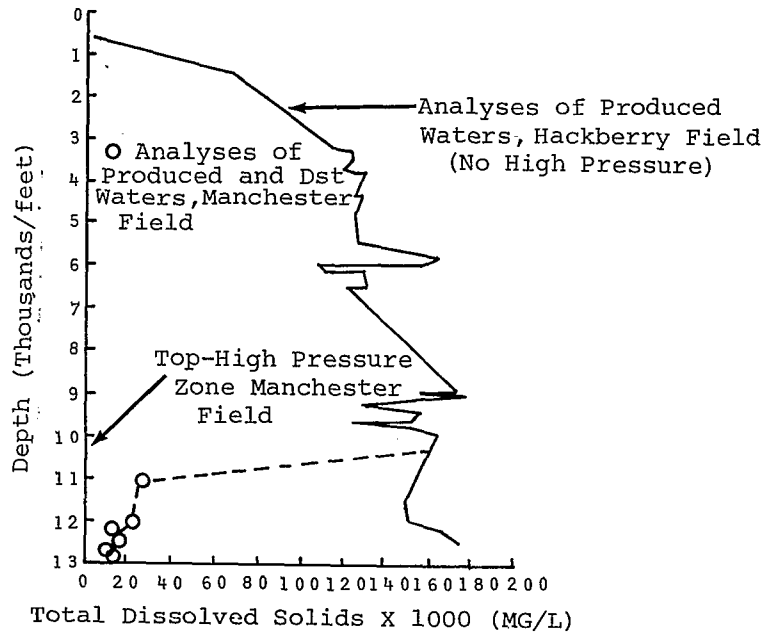 0
1
2
3
4
5
6
7
8
9
10
11
12
13
Depth (Thousands/feet)
Analyses of Produced
Waters, Hackberry Field
(No High Pressure)
O Analyses of
Produced and Dst
Waters, Manchester
Field
Top-High Pressure
Zone Manchester
Field
0 20 40 60 80 100 120 140 160 180 200
Total Dissolved Solids X 1000 (MG/L)